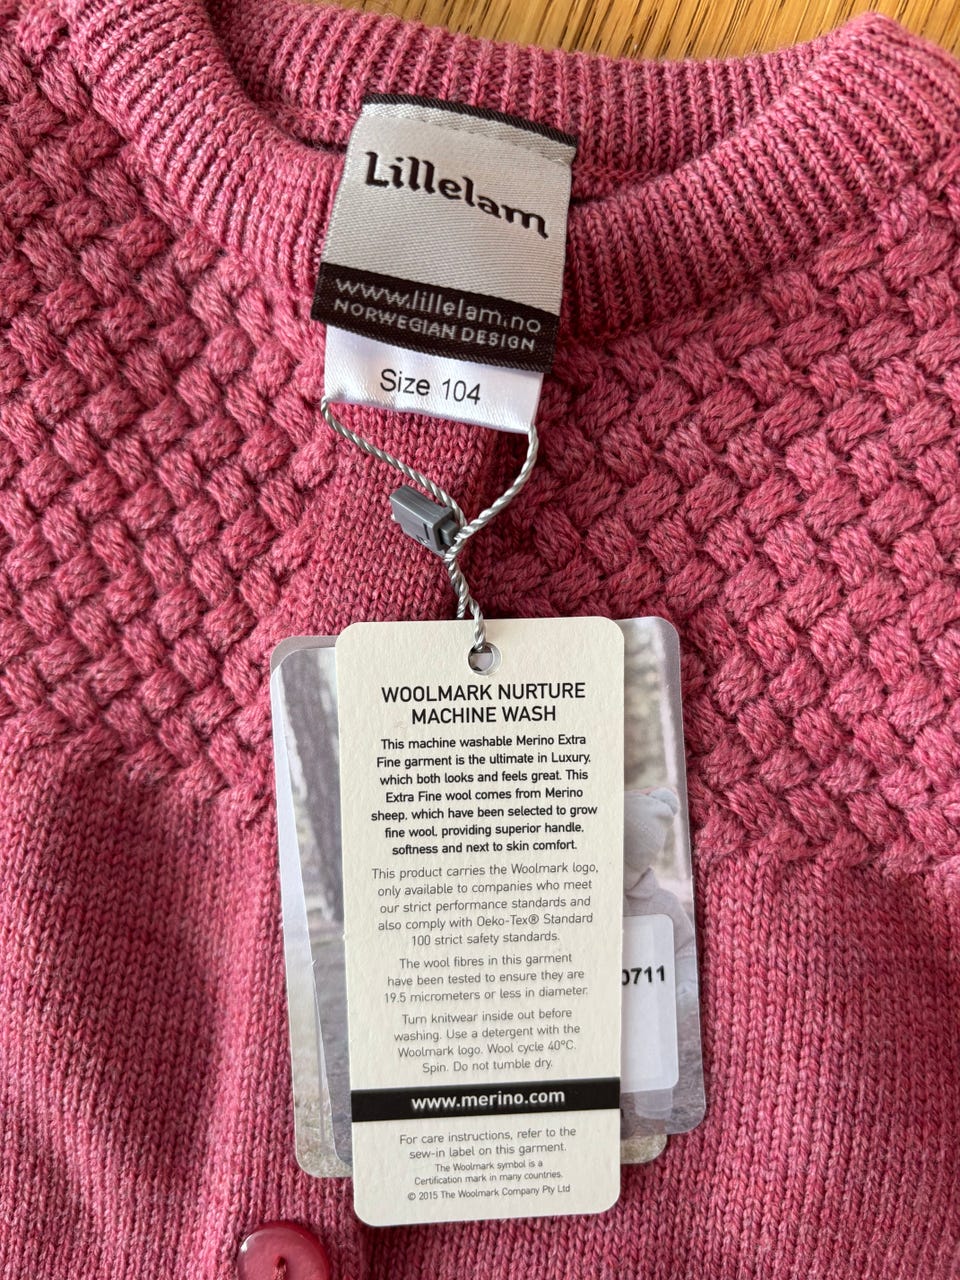 Lillelam
www.lillelam.no
NORWEGIAN DESIGN
Size 104
WOOLMARK NURTURE
MACHINE WASH
This machine washable Merino Extra
Fine garment is the ultimate in Luxury,
which both looks and feels great. This
Extra Fine wool comes from Merino
sheep, which have been selected to grow
fine wool, providing superior handle,
softness and next to skin comfort.
This product carries the Woolmark logo,
only available to companies who meet
our strict performance standards and
also comply with Oeko-Tex® Standard
100 strict safety standards.
The wool fibres in this garment
have been tested to ensure they are
19.5 micrometers or less in diameter.
Turn knitwear inside out before
washing. Use a detergent with the
Woolmark logo. Wool cycle 40°C.
Spin. Do not tumble dry.
www.merino.com
For care instructions, refer to the
sew-in label on this garment.
The Woolmark symbol is a
Certification mark in many countries.
© 2015 The Woolmark Company Pty Ltd
0711